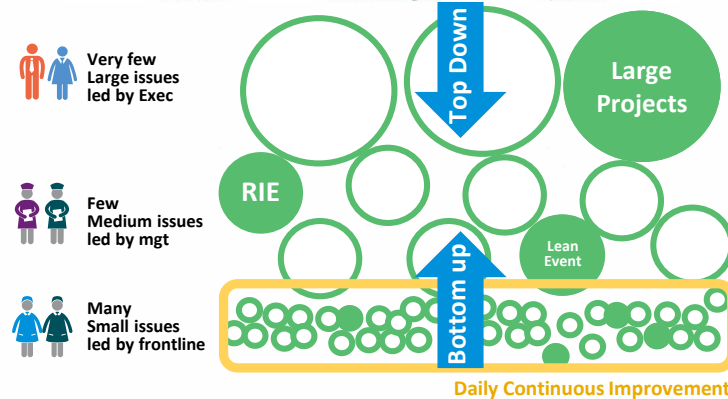 Very few
Large issues
led by Exec
Top Down
Large
Projects
RIE
Few
Medium issues
led by mgt
Lean
Event
Many
Small issues
led by frontline
Bottom up
Daily Continuous Improvement